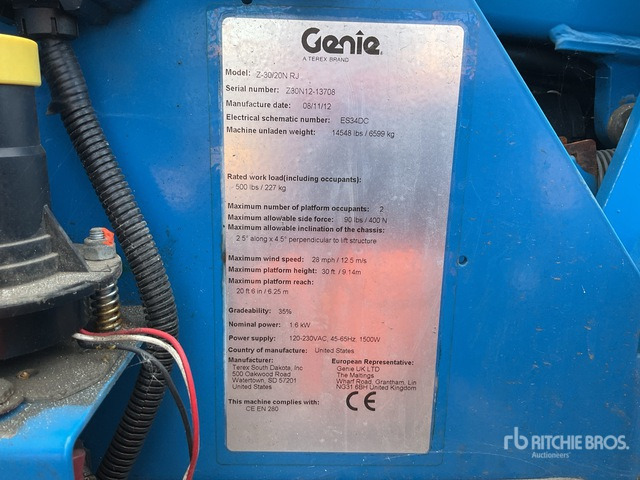 Genie
A TEREX BRAND
Model: Z-30/20N RJ
Serial number: Z30N12-13708
Manufacture date: 08/11/12
Electrical schematic number: ES34DC
Machine unladen weight: 14548 lbs / 6599 kg
Rated work load(including occupants):
500 lbs / 227 kg
Maximum number of platform occupants: 2
Maximum allowable side force: 90 lbs / 400 N
Maximum allowable inclination of the chassis:
2.5° along x 4.5° perpendicular to lift structore
Maximum wind speed: 28 mph / 12.5 m/s
Maximum platform height: 30 ft / 9.14m
Maximum platform reach:
20 ft 6 in / 6.25 m
Gradeability: 35%
Nominal power: 1.6 kW
Power supply: 120-230VAC, 45-65Hz, 1500W
Country of manufacture: United States
Manufacturer:
Terex South Dakota, Inc
500 Oakwood Road
Watertown, SD 57201
United States
European Representative:
Genie UK LTD
The Maltings
Wharf Road, Grantham, Lin
NG31 6BH United Kingdom
This machine complies with:
CE EN 280
CE
rb RITCHIE BROS.
Auctioneers